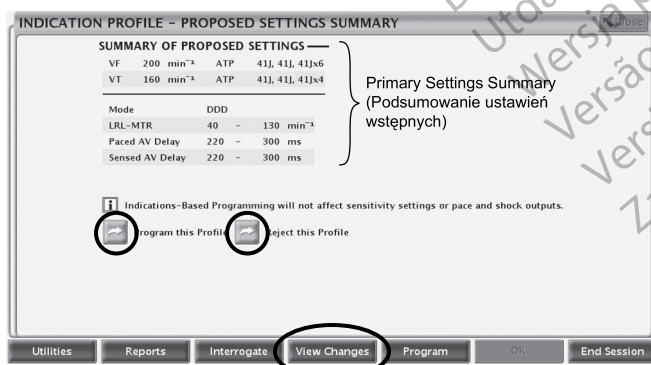 INDICATION PROFILE – PROPOSED SETTINGS SUMMARY
Close
SUMMARY OF PROPOSED SETTINGS
VF 200 min⁻¹ ATP 41J, 41J, 41Jx6
VT 160 min⁻¹ ATP 41J, 41J, 41Jx4
Mode DDD
LRL-MTR 40 – 130 min⁻¹
Paced AV Delay 220 – 300 ms
Sensed AV Delay 220 – 300 ms
Primary Settings Summary
(Podsumowanie ustawień
wstępnych)
i Indications-Based Programming will not affect sensitivity settings or pace and shock outputs.
Program this Profile Reject this Profile
Utilities Reports Interrogate View Changes Program OK End Session
Wersja
Versão